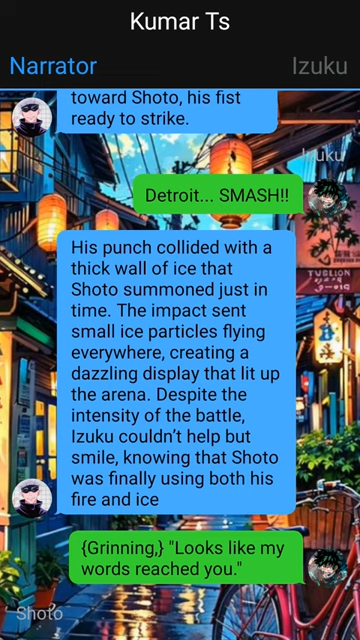 Kumar Ts
Narrator
Izuku
toward Shoto, his fist
ready to strike.
Izuku
Detroit... SMASH!!
His punch collided with a
thick wall of ice that
Shoto summoned just in
time. The impact sent
small ice particles flying
everywhere, creating a
dazzling display that lit up
the arena. Despite the
intensity of the battle,
Izuku couldn't help but
smile, knowing that Shoto
was finally using both his
fire and ice
{Grinning,} "Looks like my
words reached you."
Shoto